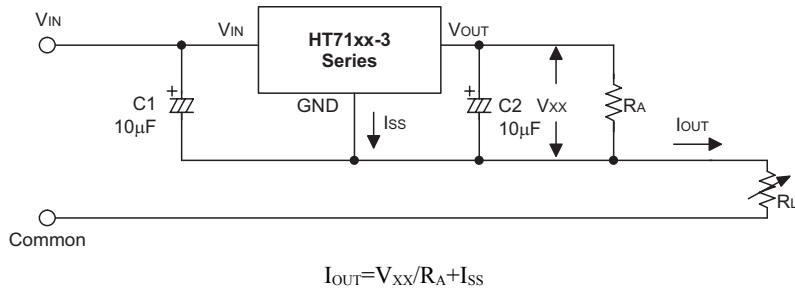 VIN
VIN
HT71xx-3
Series
VOUT
C1
10μF
GND
ISS
C2
10μF
VXX
RA
IOUT
RL
Common
IOUT=VXX/RA+ISS